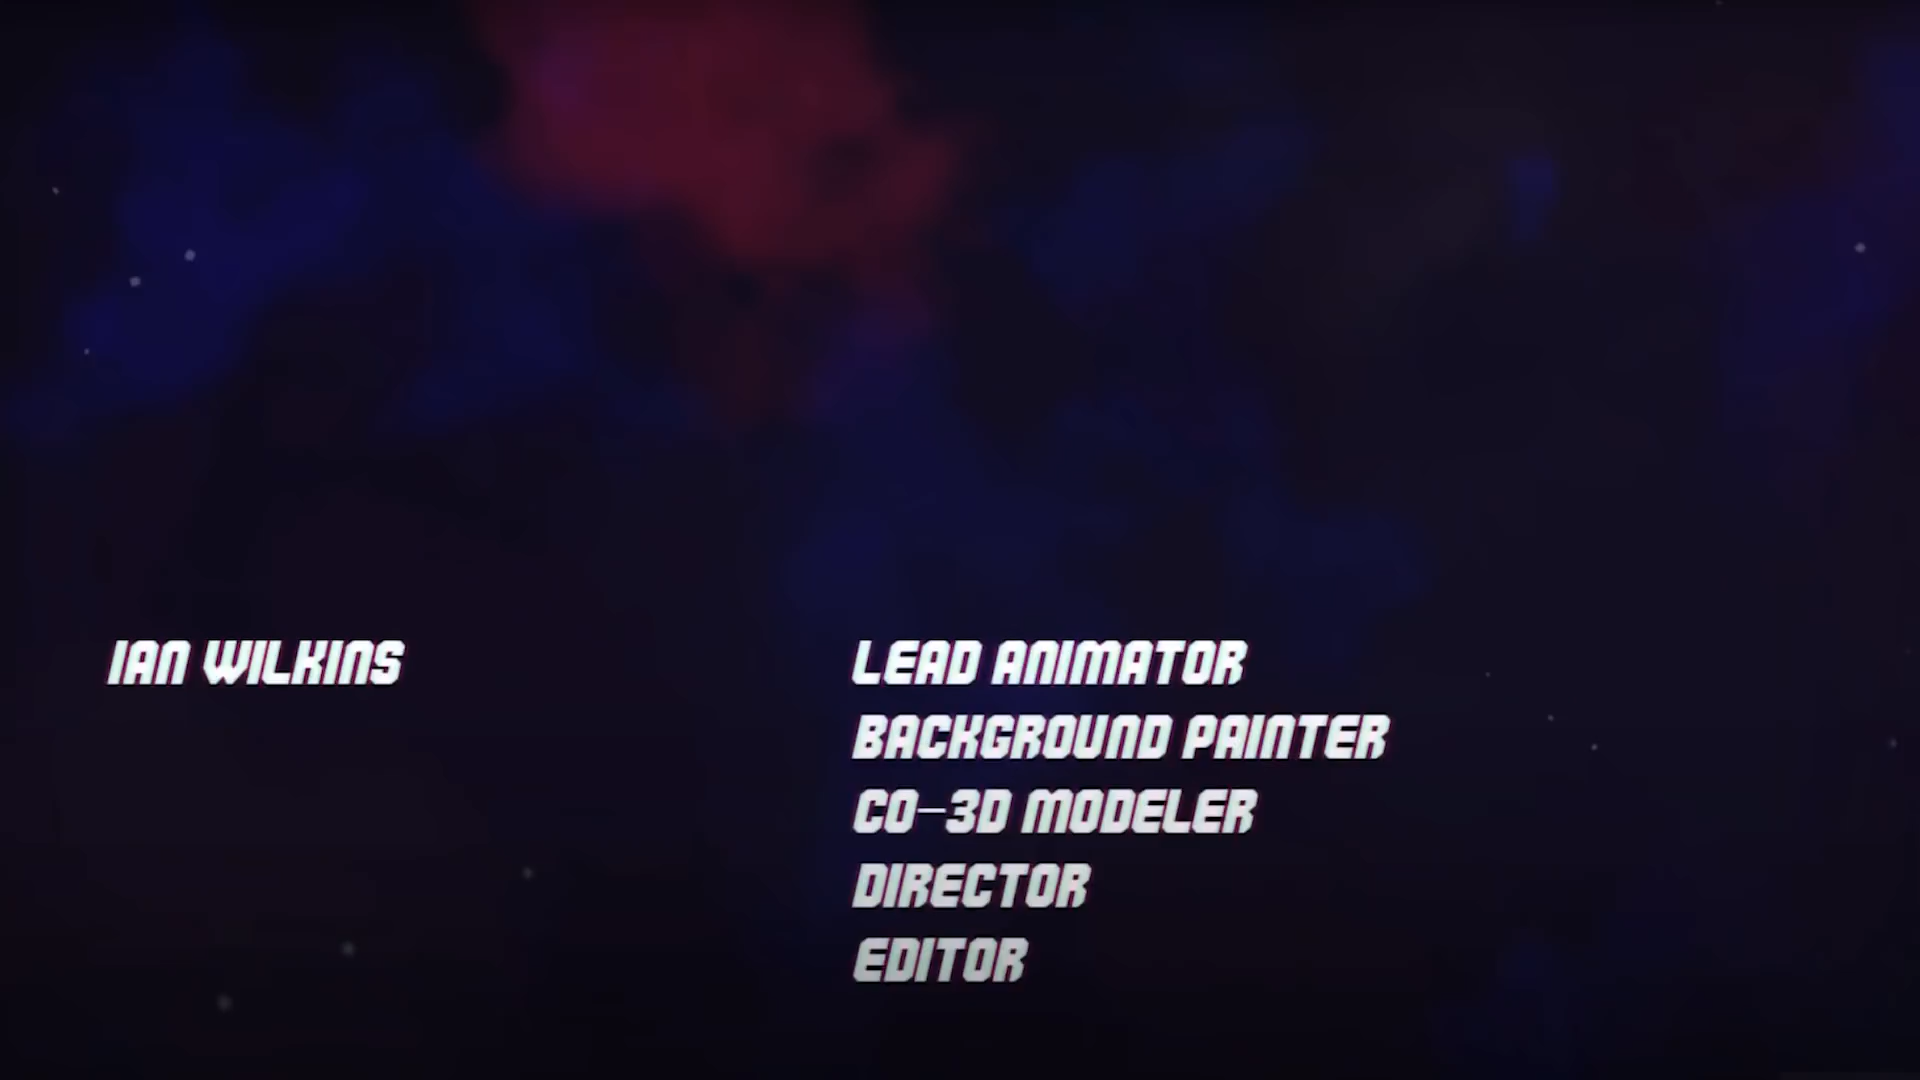 IAN WILKINS LEAD ANIMATOR
BACKGROUND PAINTER
CO-3D MODELER
DIRECTOR
EDITOR